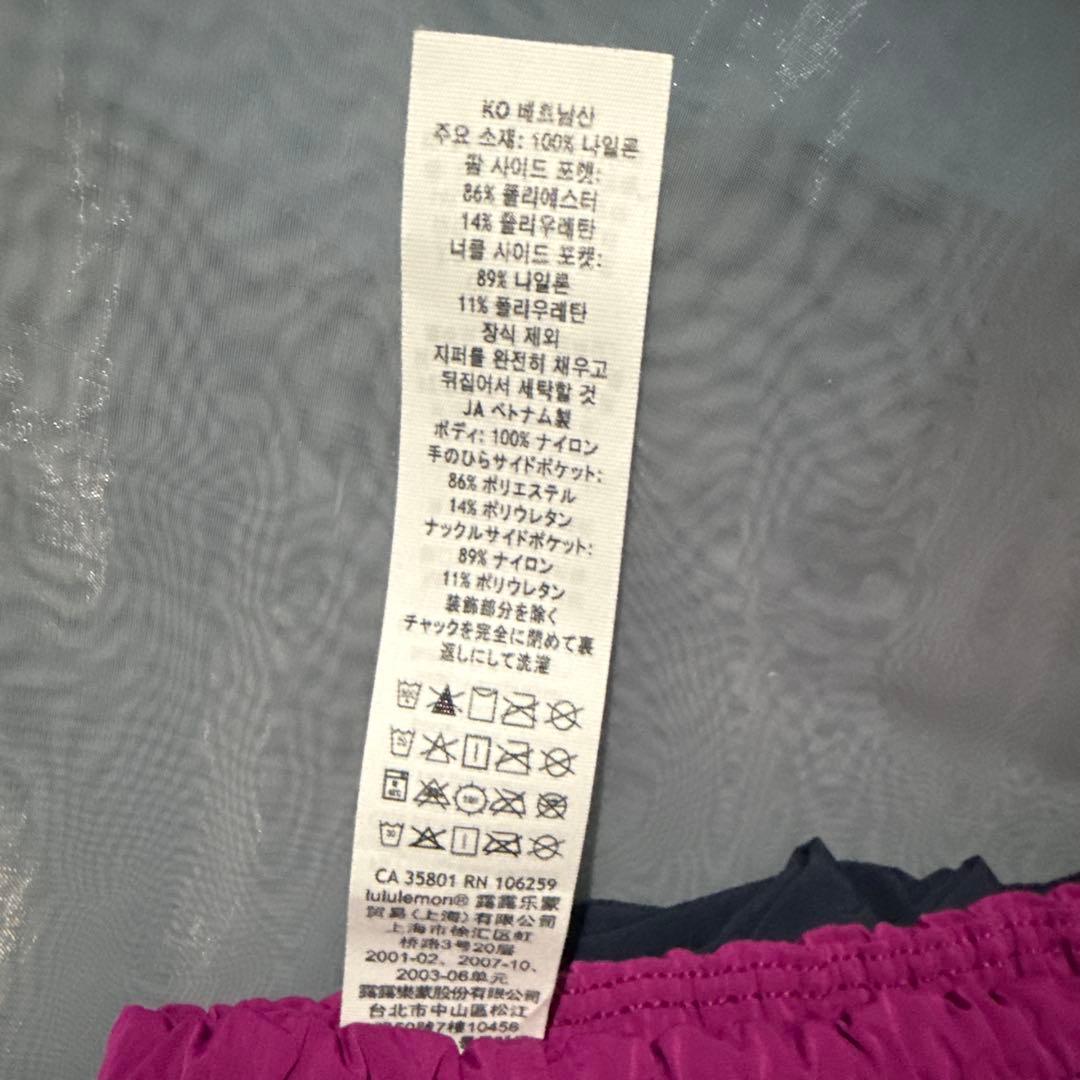 KO 베트남산
주요 소재: 100% 나일론
팜 사이드 포켓:
86% 폴리에스터
14% 폴리우레탄
너클 사이드 포켓:
89% 나일론
11% 폴리우레탄
장식 제외
지퍼를 완전히 채우고
뒤집어서 세탁할 것
JA ベトナム製
ボディ: 100% ナイロン
手のひらサイドポケット:
86% ポリエステル
14% ポリウレタン
ナックルサイドポケット:
89% ナイロン
11% ポリウレタン
装飾部分を除く
チャックを完全に閉めて裏
返しにして洗濯
CA 35801 RN 106259
lululemon® 露露乐蒙
贸易(上海)有限公司
上海市徐汇区虹
桥路3号20层
2001-02、2007-10、
2003-06单元
露露樂蒙股份有限公司
台北市中山區松江
號7樓10456